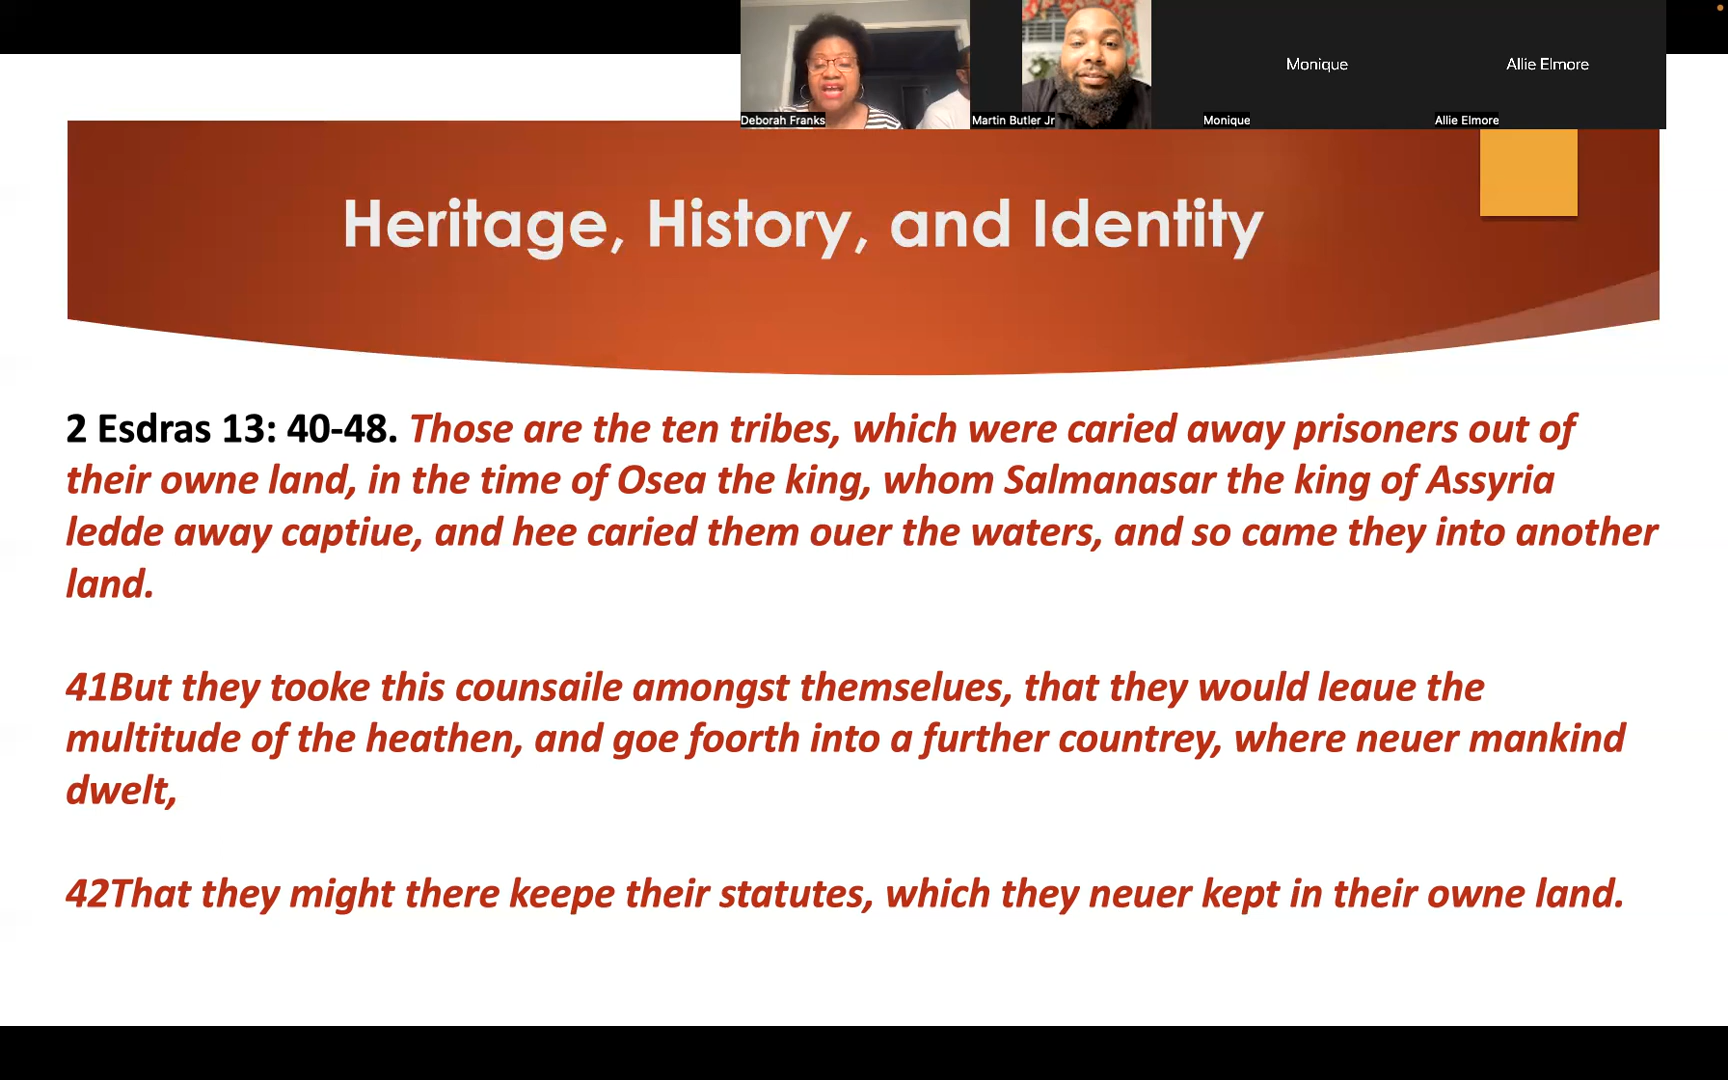 Monique
Allie Elmore
Deborah Franks
Martin Butler Jr
Monique
Allie Elmore
Heritage, History, and Identity
2 Esdras 13: 40-48. Those are the ten tribes, which were caried away prisoners out of
their owne land, in the time of Osea the king, whom Salmanasar the king of Assyria
ledde away captiue, and hee caried them ouer the waters, and so came they into another
land.
41But they tooke this counsaile amongst themselues, that they would leaue the
multitude of the heathen, and goe foorth into a further countrey, where neuer mankind
dwelt,
42That they might there keepe their statutes, which they neuer kept in their owne land.